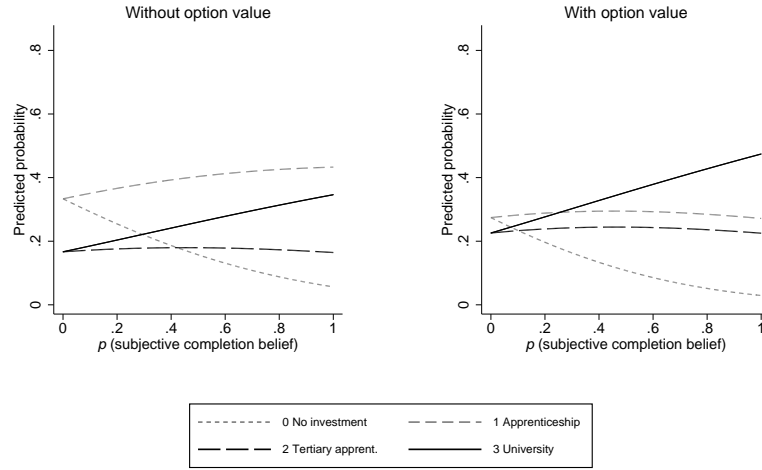 Without option value
Predicted probability
.8
.6
.4
.2
0
0 .2 .4 .6 .8 1
p (subjective completion belief)
With option value
Predicted probability
.8
.6
.4
.2
0
0 .2 .4 .6 .8 1
p (subjective completion belief)
0 No investment 1 Apprenticeship
2 Tertiary apprent. 3 University